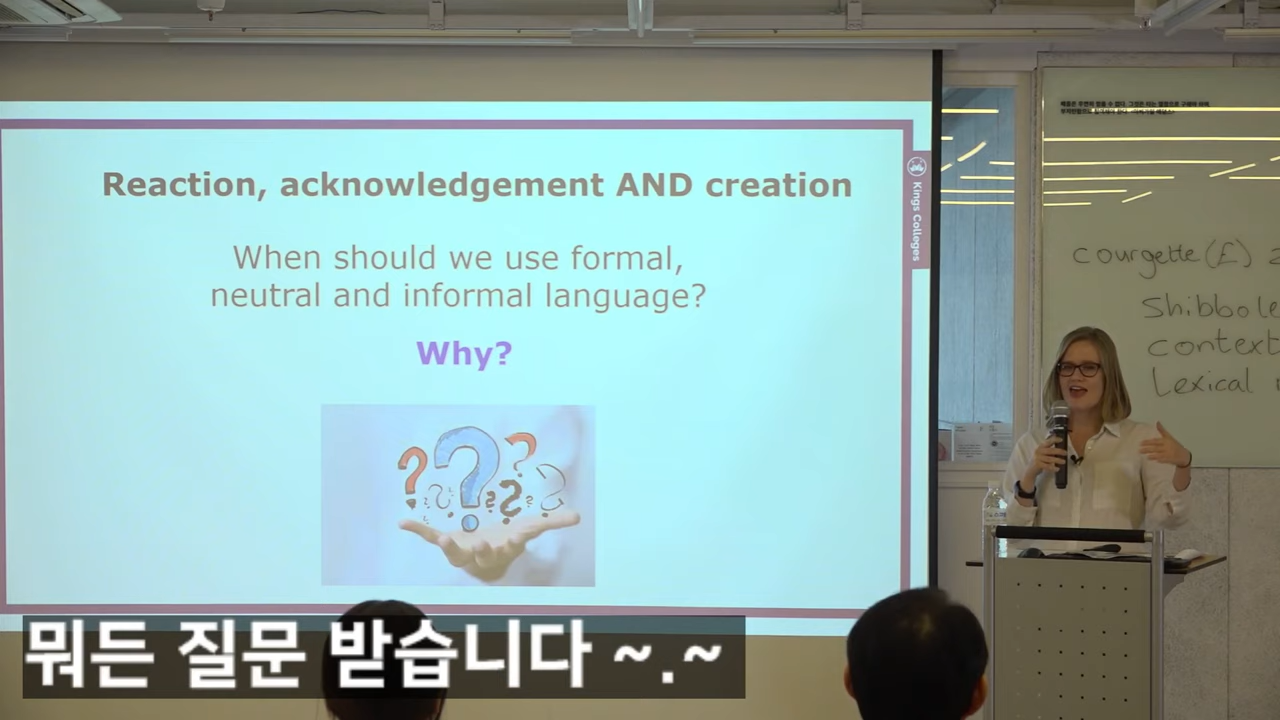 Reaction, acknowledgement AND creation
When should we use formal,
neutral and informal language?
Why?
Kings Colleges
courgette (£)
Shibbole
context
Lexical
뭐든 질문 받습니다 ~.~